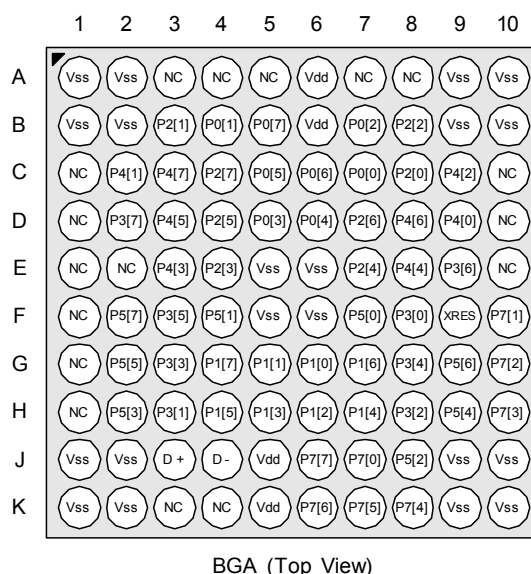 1 2 3 4 5 6 7 8 9 10
A Vss Vss NC NC NC Vdd NC NC Vss Vss
B Vss Vss P2[1] P0[1] P0[7] Vdd P0[2] P2[2] Vss Vss
C NC P4[1] P4[7] P2[7] P0[5] P0[6] P0[0] P2[0] P4[2] NC
D NC P3[7] P4[5] P2[5] P0[3] P0[4] P2[6] P4[6] P4[0] NC
E NC NC P4[3] P2[3] Vss Vss P2[4] P4[4] P3[6] NC
F NC P5[7] P3[5] P5[1] Vss Vss P5[0] P3[0] XRES P7[1]
G NC P5[5] P3[3] P1[7] P1[1] P1[0] P1[6] P3[4] P5[6] P7[2]
H NC P5[3] P3[1] P1[5] P1[3] P1[2] P1[4] P3[2] P5[4] P7[3]
J Vss Vss D + D - Vdd P7[7] P7[0] P5[2] Vss Vss
K Vss Vss NC NC Vdd P7[6] P7[5] P7[4] Vss Vss
BGA (Top View)